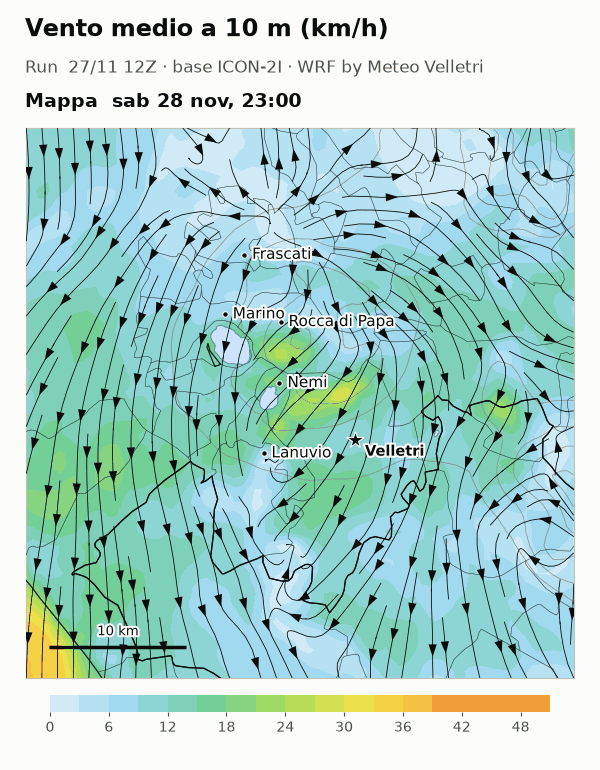 Vento medio a 10 m (km/h)
Run 27/11 12Z · base ICON-2I · WRF by Meteo Velletri
Mappa sab 28 nov, 23:00
Frascati
Marino
Rocca di Papa
Nemi
Velletri
Lanuvio
10 km
0 6 12 18 24 30 36 42 48